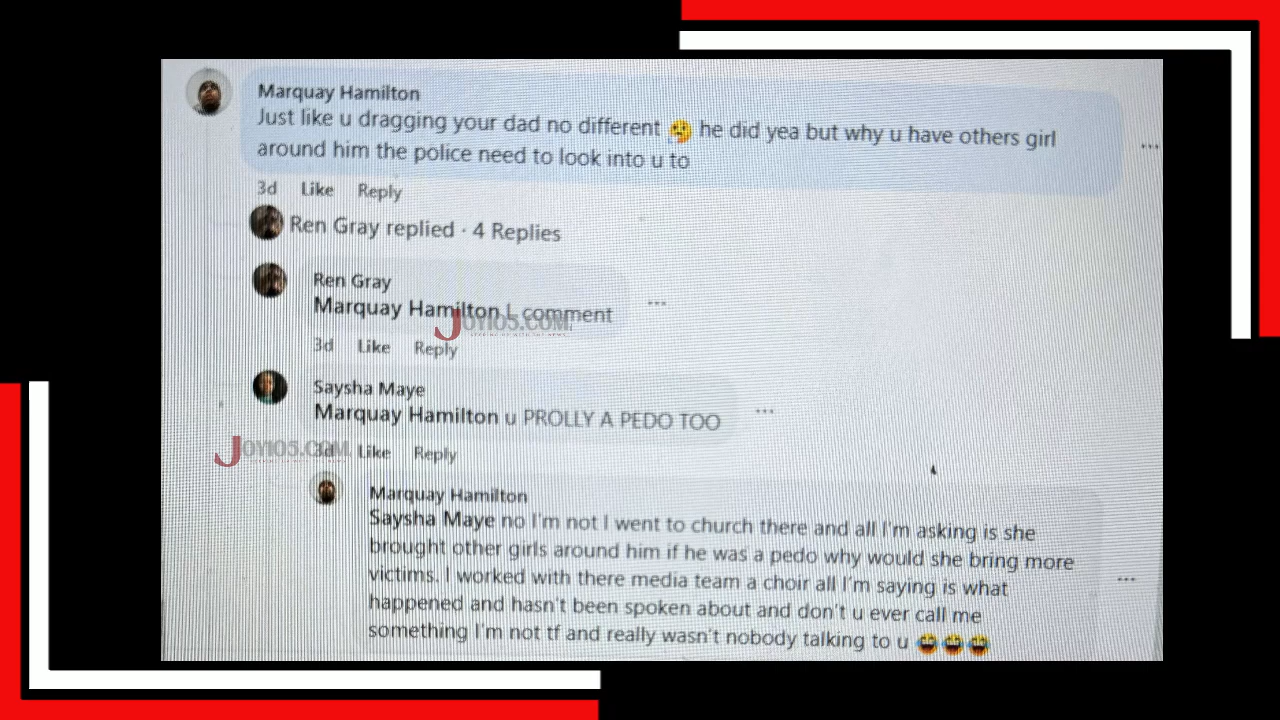 Marquay Hamilton
Just like u dragging your dad no different 🤔 he did yea but why u have others girl
around him the police need to look into u to
3d Like Reply
Ren Gray replied · 4 Replies
Ren Gray
Marquay Hamilton L comment
JOY105.COM
3d Like Reply
Saysha Maye
Marquay Hamilton u PROLLY A PEDO TOO
JOY105.COM
3d Like Reply
Marquay Hamilton
Saysha Maye no I'm not I went to church there and all I'm asking is she
brought other girls around him if he was a pedo why would she bring more
victims. I worked with there media team a choir all I'm saying is what
happened and hasn't been spoken about and don't u ever call me
something I'm not tf and really wasn't nobody talking to u 😂😂😂